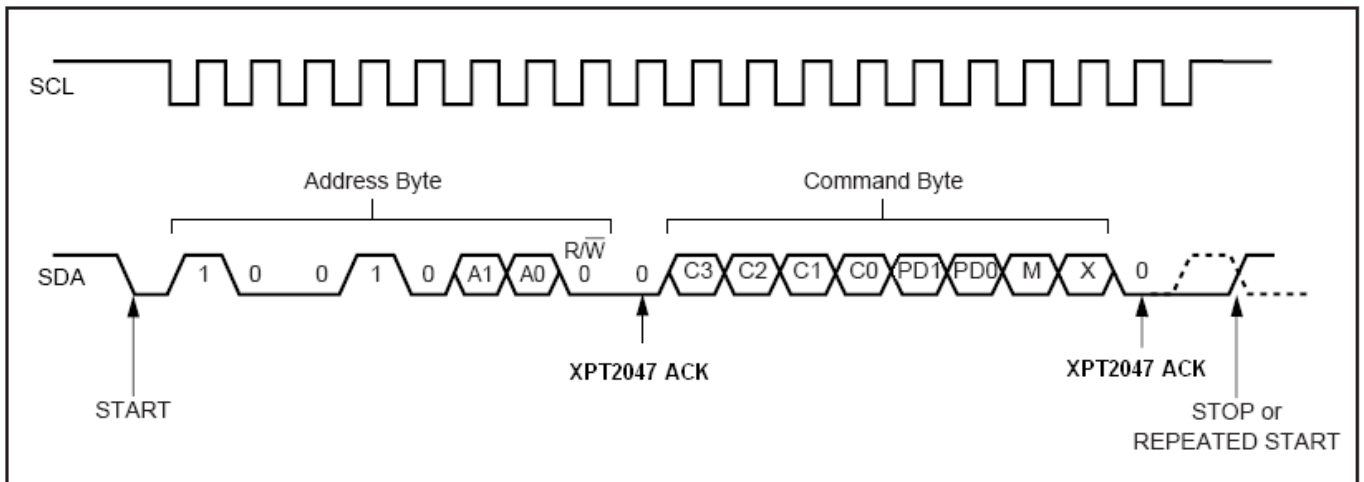 SCL
Address Byte
Command Byte
R/W̅
SDA
1 0 0 1 0 A1 A0 0 0 C3 C2 C1 C0 PD1 PD0 M X 0
XPT2047 ACK
XPT2047 ACK
START
STOP or
REPEATED START